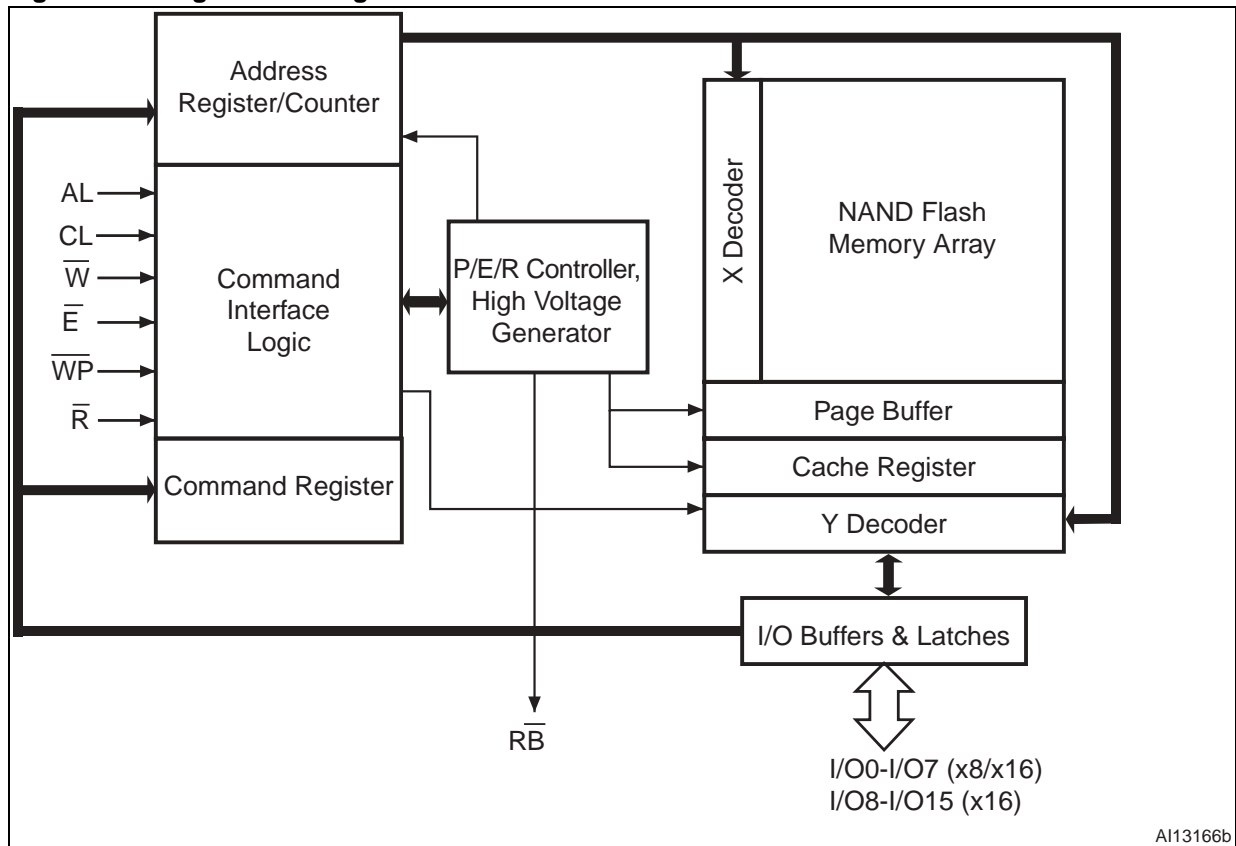 Address
Register/Counter
AL
CL
W̅
E̅
W̅P̅
R̅
Command
Interface
Logic
Command Register
P/E/R Controller,
High Voltage
Generator
X Decoder
NAND Flash
Memory Array
Page Buffer
Cache Register
Y Decoder
I/O Buffers & Latches
RB̅
I/O0-I/O7 (x8/x16)
I/O8-I/O15 (x16)
AI13166b